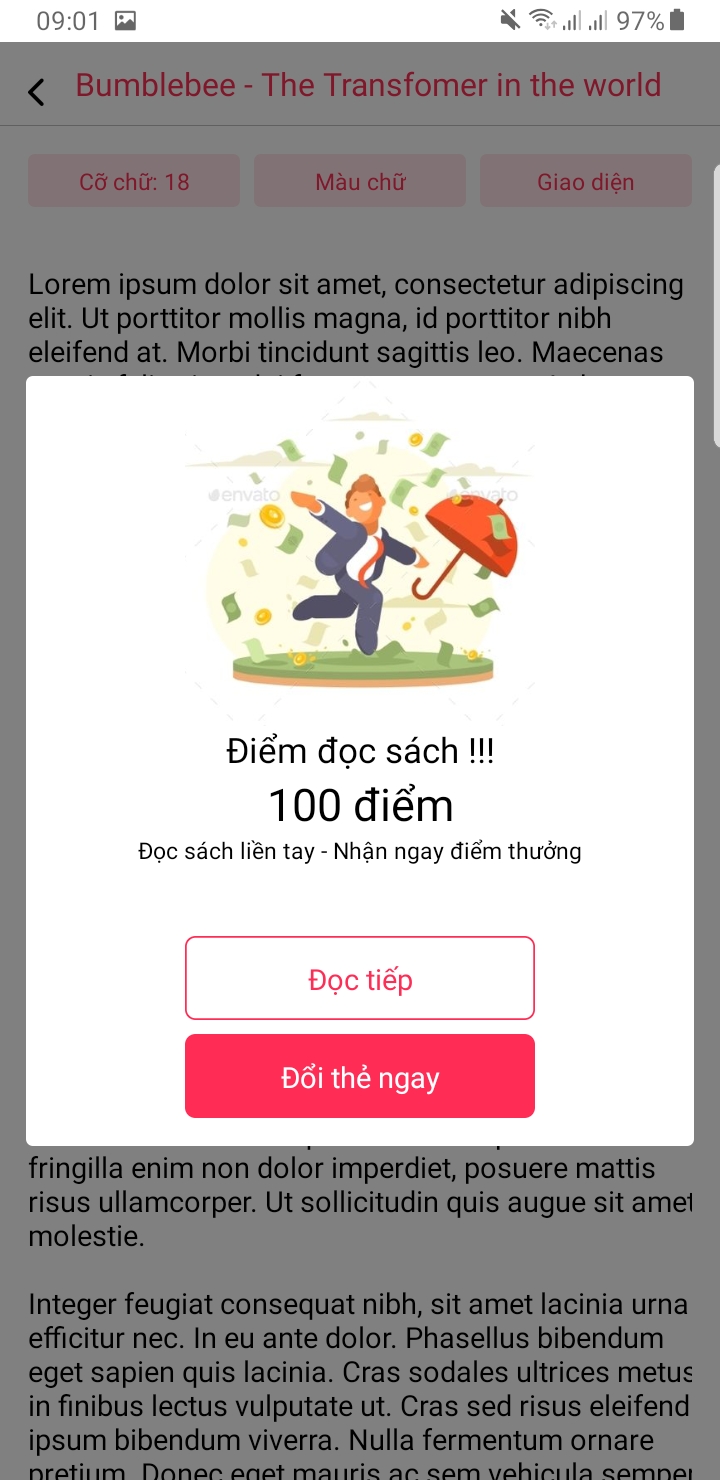 09:01
97%
Bumblebee - The Transfomer in the world
Cỡ chữ: 18
Màu chữ
Giao diện
Lorem ipsum dolor sit amet, consectetur adipiscing
elit. Ut porttitor mollis magna, id porttitor nibh
eleifend at. Morbi tincidunt sagittis leo. Maecenas
envato
envato
Điểm đọc sách !!!
100 điểm
Đọc sách liền tay - Nhận ngay điểm thưởng
Đọc tiếp
Đổi thẻ ngay
fringilla enim non dolor imperdiet, posuere mattis
risus ullamcorper. Ut sollicitudin quis augue sit amet
molestie.
Integer feugiat consequat nibh, sit amet lacinia urna
efficitur nec. In eu ante dolor. Phasellus bibendum
eget sapien quis lacinia. Cras sodales ultrices metus
in finibus lectus vulputate ut. Cras sed risus eleifend
ipsum bibendum viverra. Nulla fermentum ornare
pretium. Donec eget mauris ac sem vehicula semper